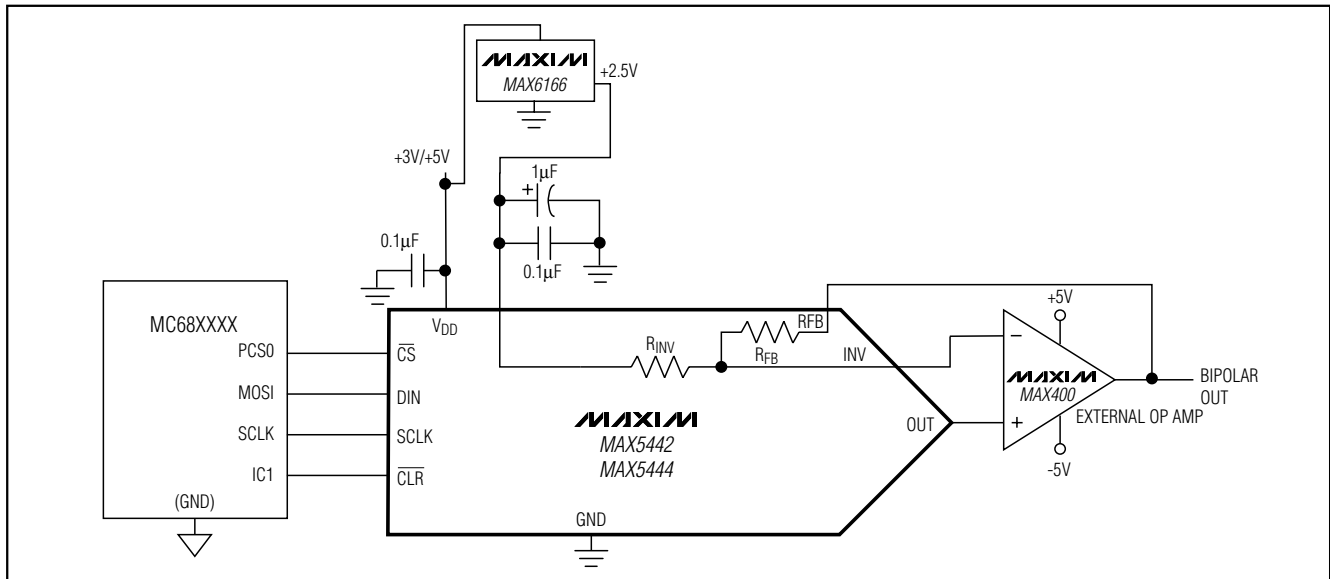 MAXIM
MAX6166
+2.5V
+3V/+5V
1µF
+
0.1µF
0.1µF
MC68XXXX
PCS0
MOSI
SCLK
IC1
(GND)
VDD
CS
DIN
SCLK
CLR
RINV
RFB
RFB
INV
OUT
MAXIM
MAX5442
MAX5444
GND
+5V
−
MAXIM
MAX400
+
EXTERNAL OP AMP
-5V
BIPOLAR
OUT